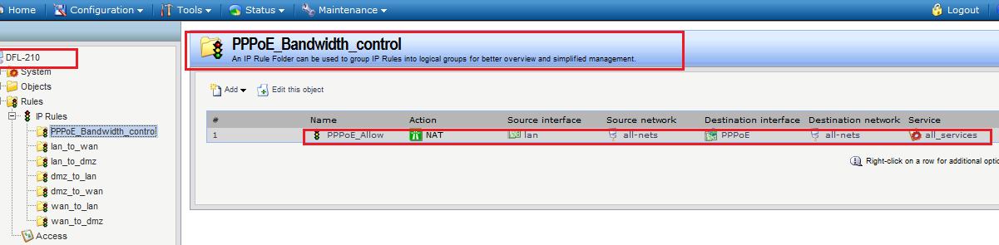 Home Configuration Tools Status Maintenance Logout
DFL-210
System
Objects
Rules
IP Rules
PPPoE_Bandwidth_control
lan_to_wan
lan_to_dmz
dmz_to_lan
dmz_to_wan
wan_to_lan
wan_to_dmz
Access
PPPoE_Bandwidth_control
An IP Rule Folder can be used to group IP Rules into logical groups for better overview and simplified management.
Add Edit this object
# Name Action Source interface Source network Destination interface Destination network Service
1 PPPoE_Allow NAT lan all-nets PPPoE all-nets all_services
Right-click on a row for additional optio